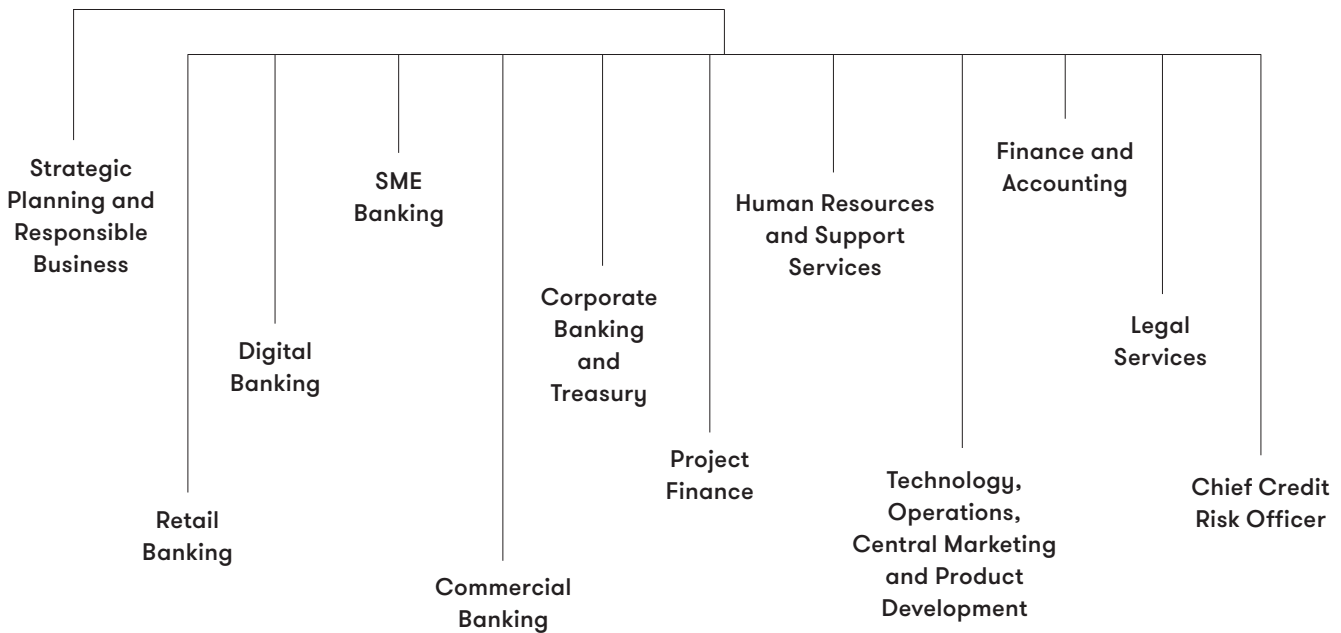 Strategic
Planning and
Responsible
Business
Retail
Banking
Digital
Banking
SME
Banking
Commercial
Banking
Corporate
Banking
and
Treasury
Project
Finance
Human Resources
and Support
Services
Technology,
Operations,
Central Marketing
and Product
Development
Finance and
Accounting
Legal
Services
Chief Credit
Risk Officer